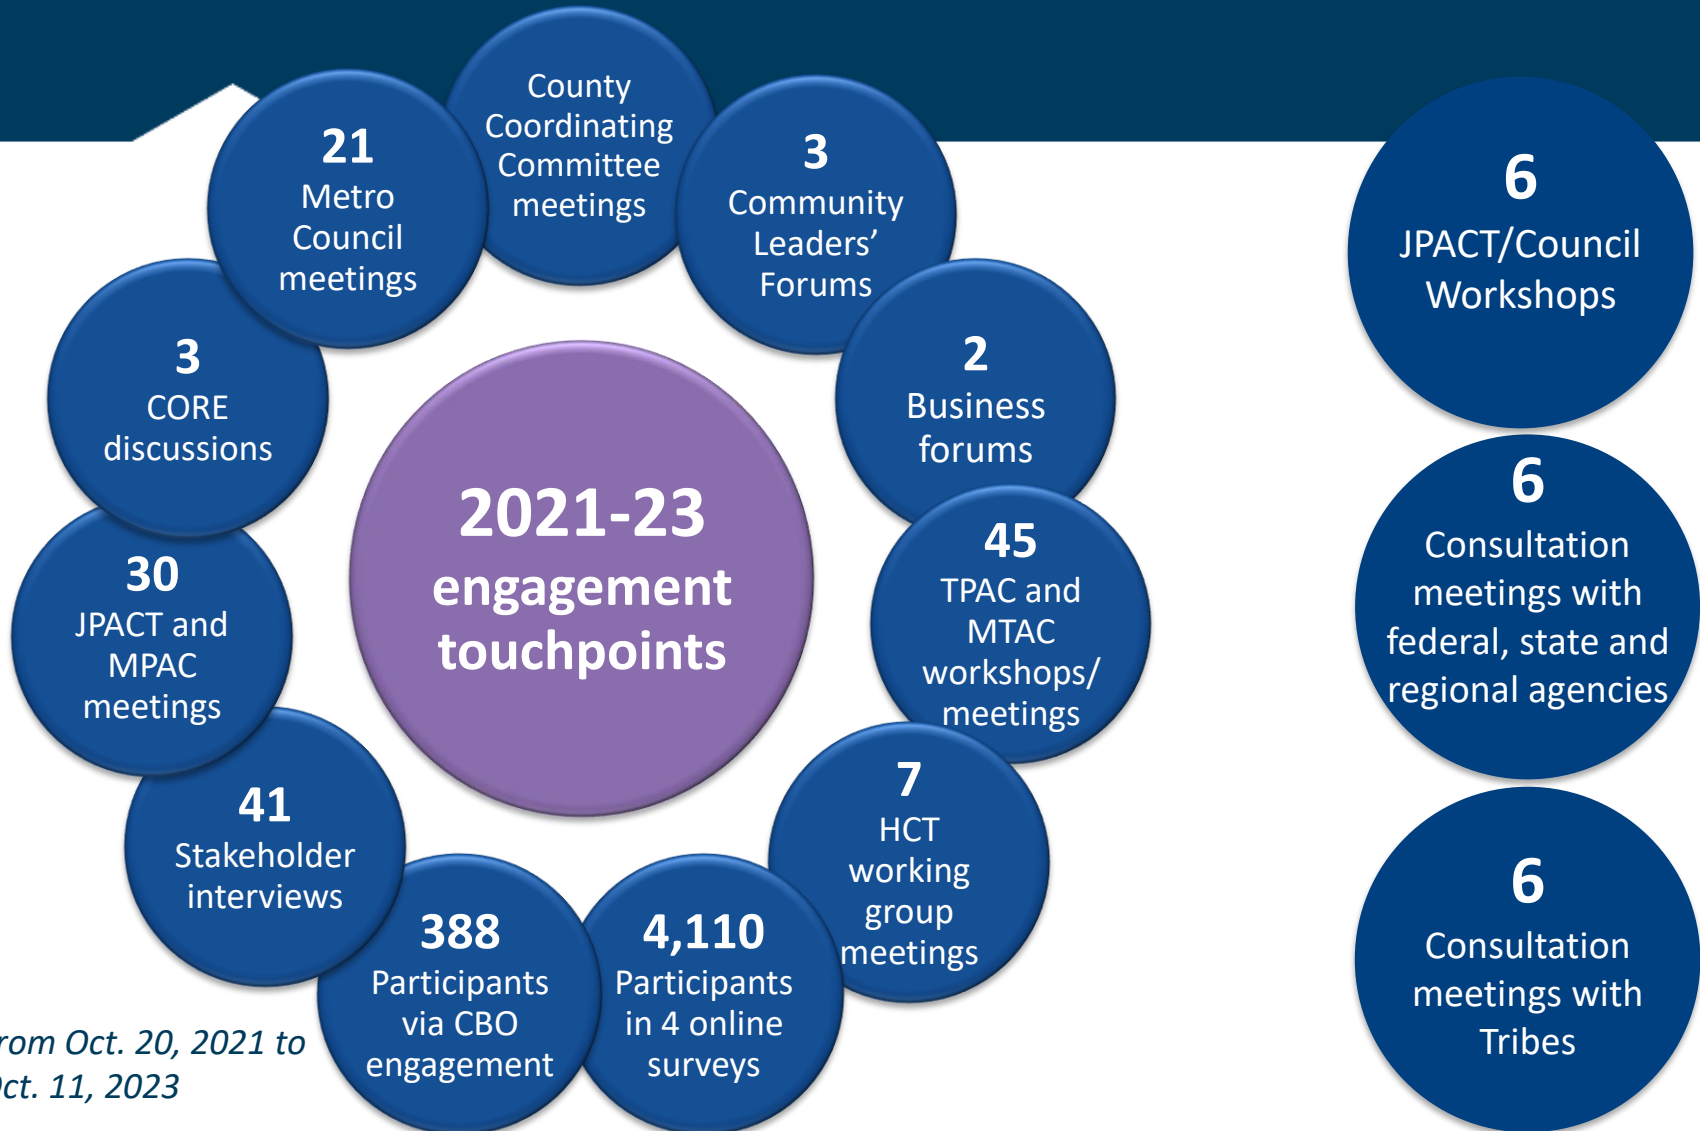 County
Coordinating
Committee
meetings
3
Community
Leaders’
Forums
2
Business
forums
45
TPAC and
MTAC
workshops/
meetings
7
HCT
working
group
meetings
4,110
Participants
in 4 online
surveys
388
Participants
via CBO
engagement
41
Stakeholder
interviews
30
JPACT and
MPAC
meetings
3
CORE
discussions
21
Metro
Council
meetings
2021-23
engagement
touchpoints
6
JPACT/Council
Workshops
6
Consultation
meetings with
federal, state and
regional agencies
6
Consultation
meetings with
Tribes
rom Oct. 20, 2021 to
ct. 11, 2023